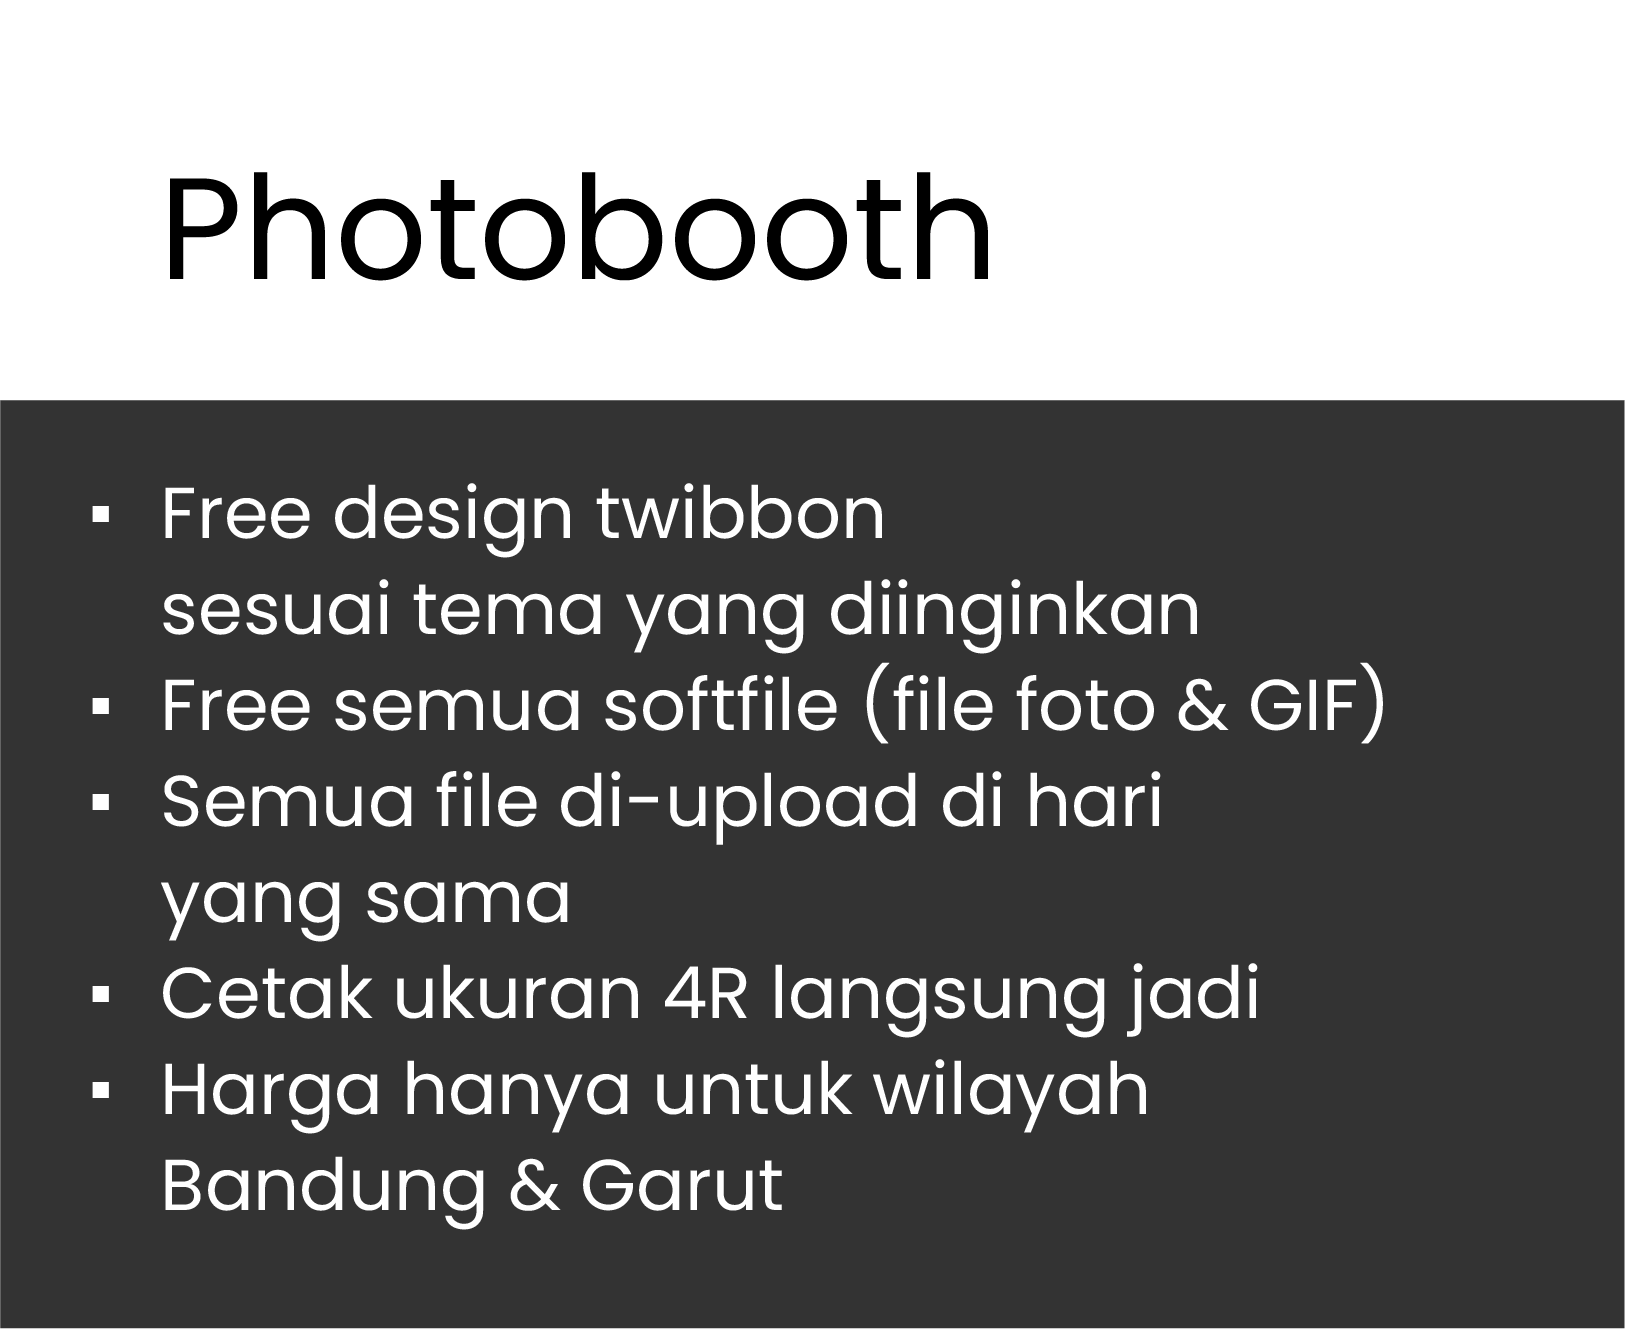 Photobooth
▪ Free design twibbon
sesuai tema yang diinginkan
▪ Free semua softfile (file foto & GIF)
▪ Semua file di-upload di hari
yang sama
▪ Cetak ukuran 4R langsung jadi
▪ Harga hanya untuk wilayah
Bandung & Garut